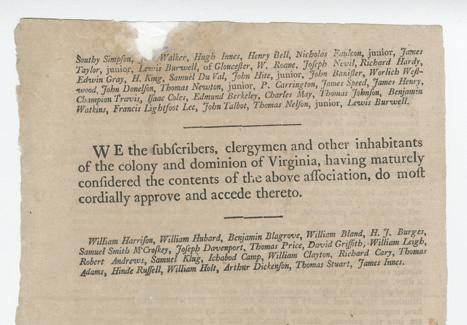 Southy Simpson, Walker, Hugh Innes, Henry Bell, Nicholas Faulcon, junior, James
Taylor, junior, Lewis Burwell, of Gloucester, W. Roane, Joseph Nevil, Richard Hardy,
Edwin Gray, H. King, Samuel Du Val, John Hite, junior, John Banister, Worlich West-
wood, John Donelson, Thomas Newton, junior, P. Carrington, James Speed, James Henry,
Champion Travis, Isaac Coles, Edmund Berkeley, Charles May, Thomas Johnson, Benjamin
Watkins, Francis Lightfoot Lee, John Talbot, Thomas Nelson, junior, Lewis Burwell.
WE the subscribers, clergymen and other inhabitants
of the colony and dominion of Virginia, having maturely
considered the contents of the above association, do most
cordially approve and accede thereto.
William Harrison, William Hubard, Benjamin Blagrove, William Bland, H. J. Burges,
Samuel Smith M'Croskey, Joseph Davenport, Thomas Price, David Griffith, William Leigh,
Robert Andrews, Samuel Klug, Ichabod Camp, William Clayton, Richard Cary, Thomas
Adams, Hinde Russell, William Holt, Arthur Dickenson, Thomas Stuart, James Innes.